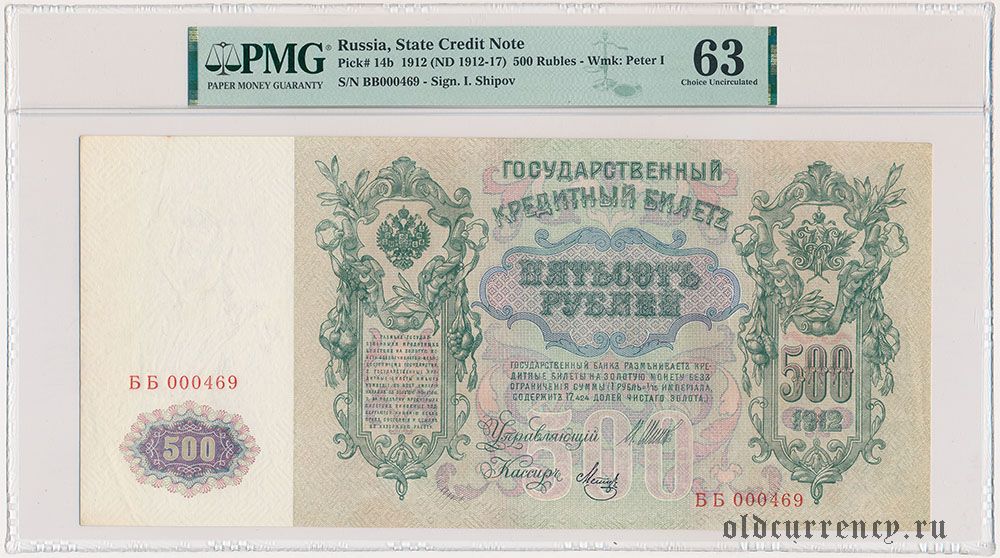 PMG
PAPER MONEY GUARANTY
Russia, State Credit Note
Pick# 14b 1912 (ND 1912-17) 500 Rubles - Wmk: Peter I
S/N BB000469 - Sign. I. Shipov
63
Choice Uncirculated
ГОСУДАРСТВЕННЫЙ
КРЕДИТНЫЙ БИЛЕТЪ
ПЯТЬСОТЪ
РУБЛЕЙ
ГОСУДАРСТВЕННЫЙ БАНКЪ РАЗМѢНИВАЕТЪ КРЕ-
ДИТНЫЕ БИЛЕТЫ НА ЗОЛОТУЮ МОНЕТУ БЕЗЪ
ОГРАНИЧЕНІЯ СУММЫ (1 РУБЛЬ = 1/15 ИМПЕРІАЛА,
СОДЕРЖИТЪ 17,424 ДОЛЕЙ ЧИСТАГО ЗОЛОТА.)
Управляющій
Кассиръ
500
500
1912
ББ 000469
500
ББ 000469
oldcurrency.ru